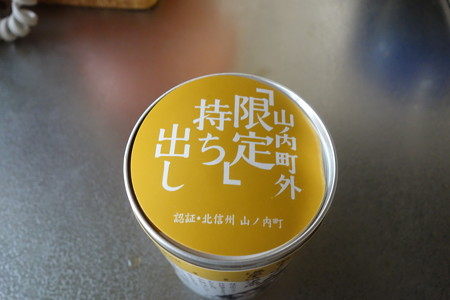 山ノ内町外
「限定」
持ち
出し
認証・北信州 山ノ内町